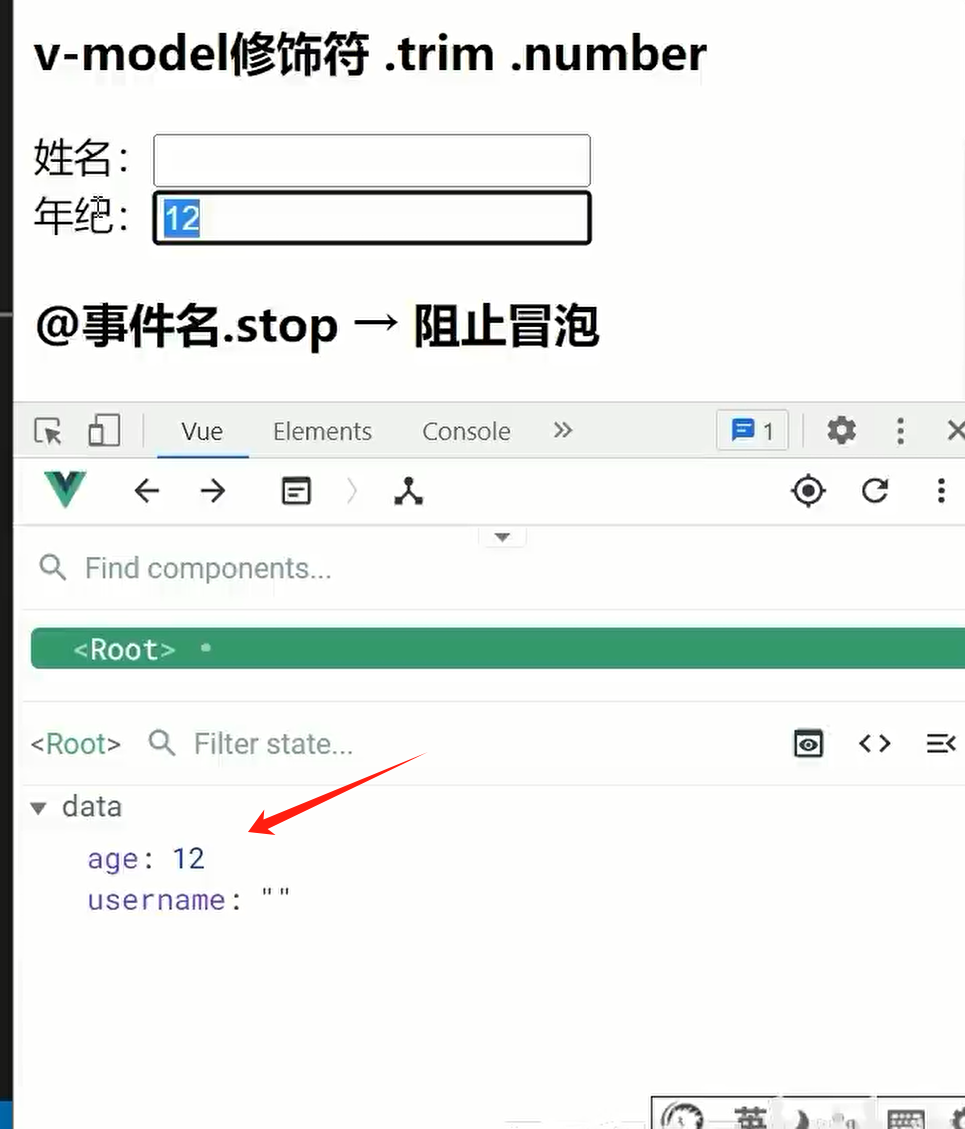 v-model修饰符 .trim .number
姓名：
年纪： 12
@事件名.stop → 阻止冒泡
Vue Elements Console 1
Find components...
<Root>
<Root> Filter state...
data
age: 12
username: ""
英